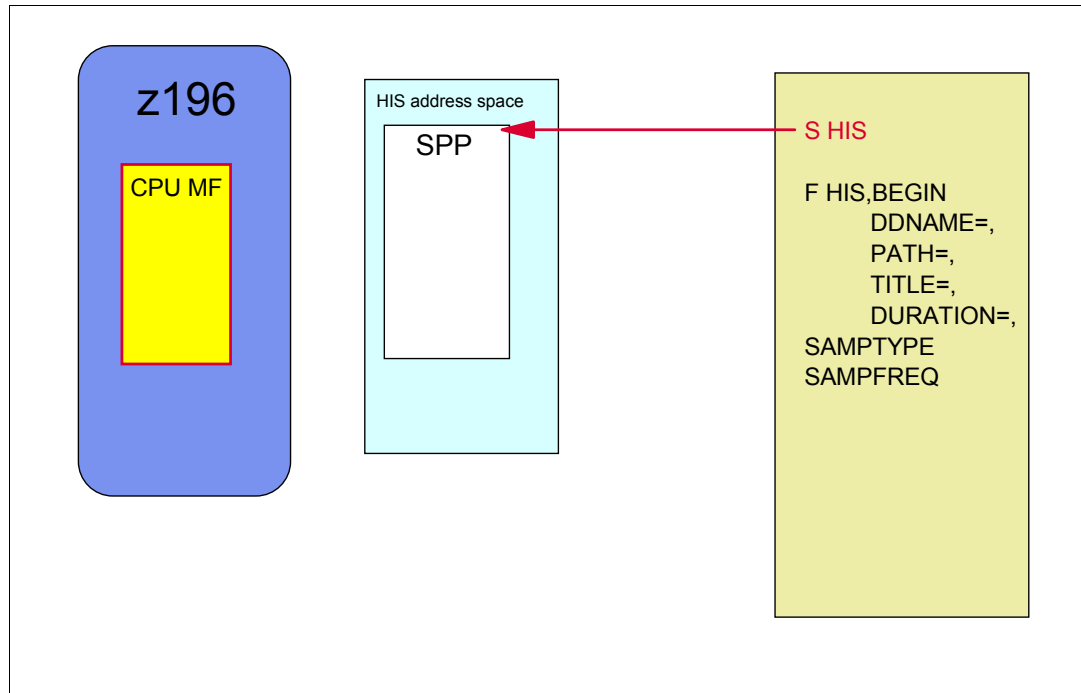 z196
CPU MF
HIS address space
SPP
S HIS
F HIS,BEGIN
DDNAME=,
PATH=,
TITLE=,
DURATION=,
SAMPTYPE
SAMPFREQ